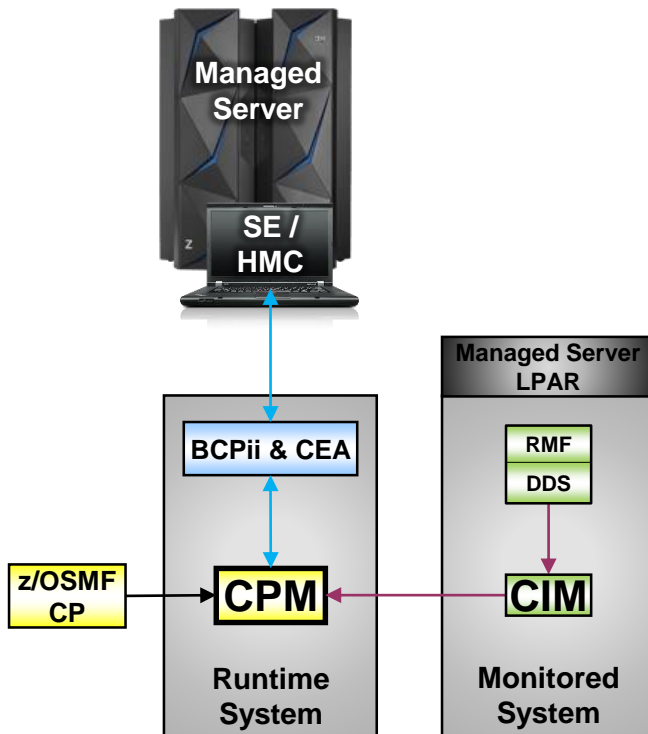 Managed
Server
Z
SE /
HMC
Managed Server
LPAR
BCPii & CEA
RMF
DDS
z/OSMF
CP
CPM
CIM
Runtime
System
Monitored
System